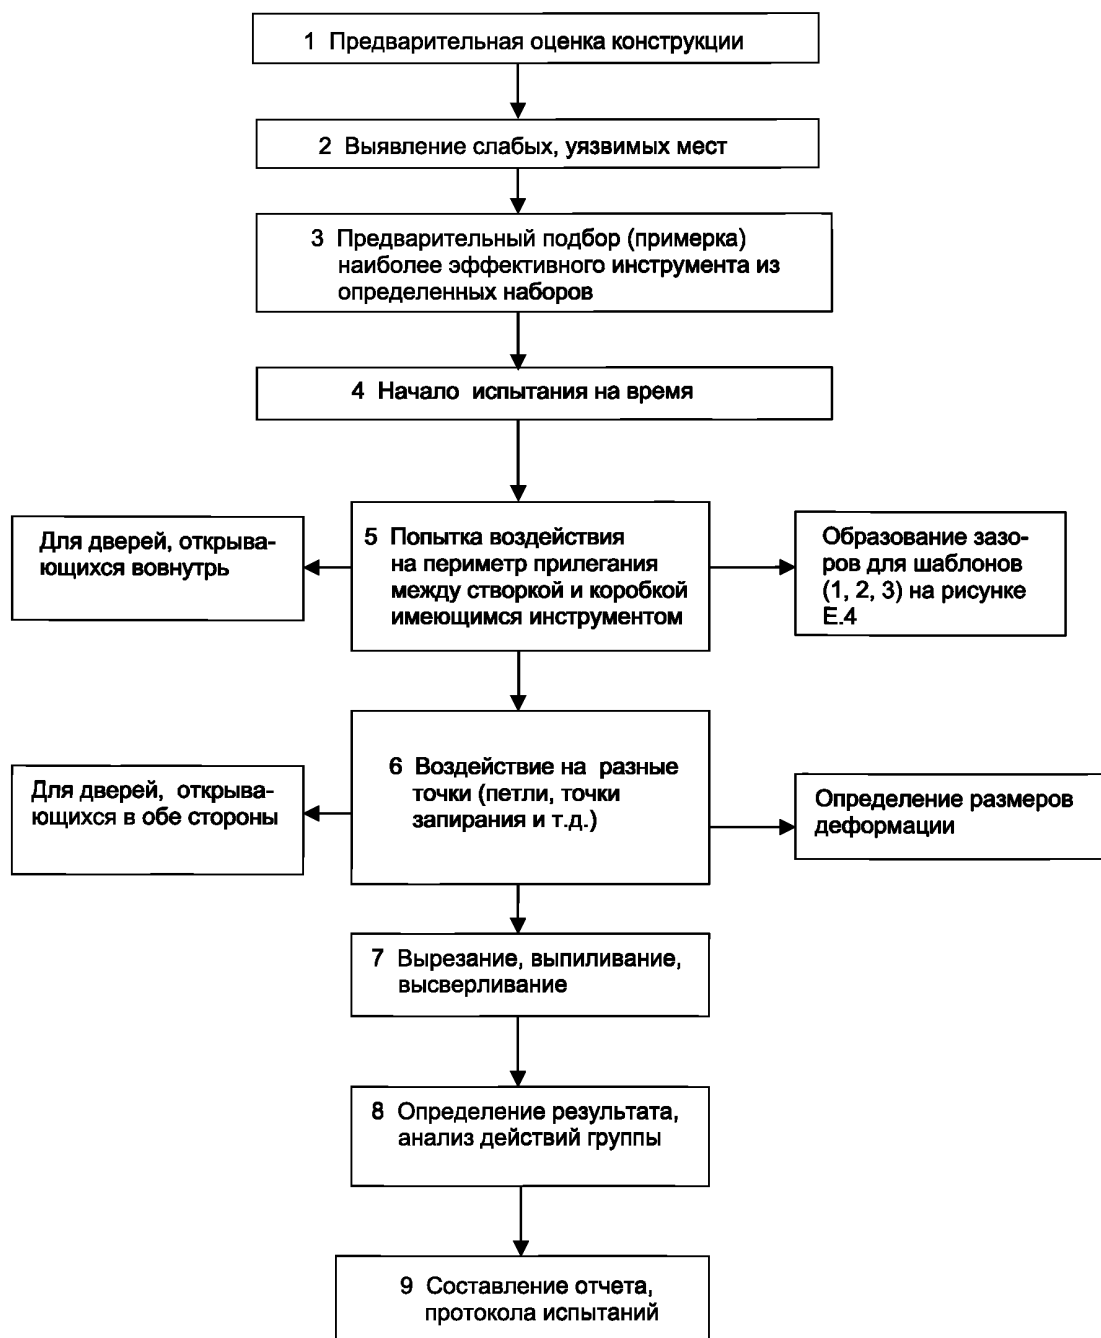 1 Предварительная оценка конструкции
2 Выявление слабых, уязвимых мест
3 Предварительный подбор (примерка)
наиболее эффективного инструмента из
определенных наборов
4 Начало испытания на время
Для дверей, открыва-
ющихся вовнутрь
5 Попытка воздействия
на периметр прилегания
между створкой и коробкой
имеющимся инструментом
Образование зазо-
ров для шаблонов
(1, 2, 3) на рисунке
Е.4
Для дверей, открыва-
ющихся в обе стороны
6 Воздействие на разные
точки (петли, точки
запирания и т.д.)
Определение размеров
деформации
7 Вырезание, выпиливание,
высверливание
8 Определение результата,
анализ действий группы
9 Составление отчета,
протокола испытаний